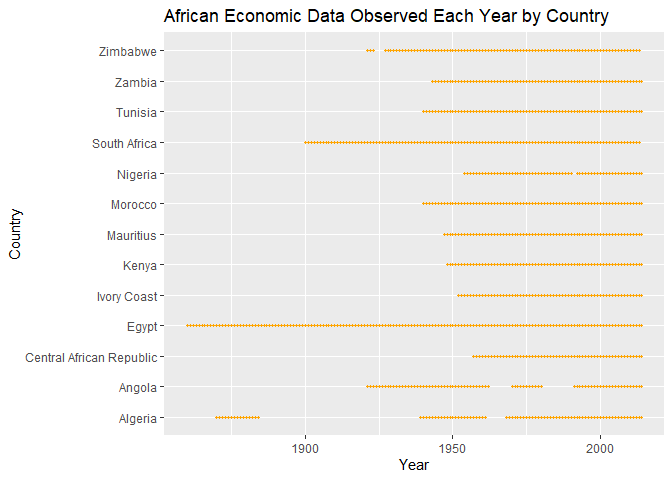 African Economic Data Observed Each Year by Country
Zimbabwe
Zambia
Tunisia
South Africa
Nigeria
Morocco
Mauritius
Kenya
Ivory Coast
Egypt
Central African Republic
Angola
Algeria
Country
1900
1950
2000
Year